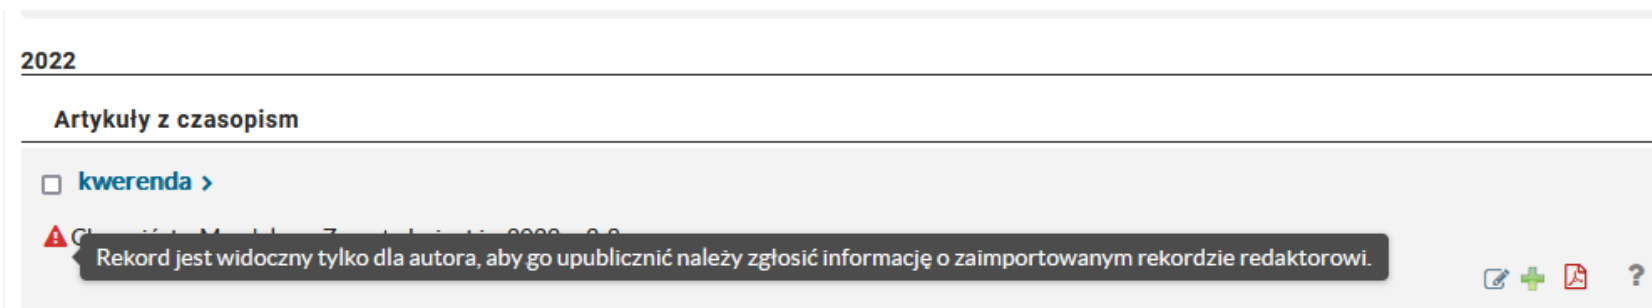 2022
Artykuły z czasopism
kwerenda >
Rekord jest widoczny tylko dla autora, aby go upublicznić należy zgłosić informację o zaimportowanym rekordzie redaktorowi.
?